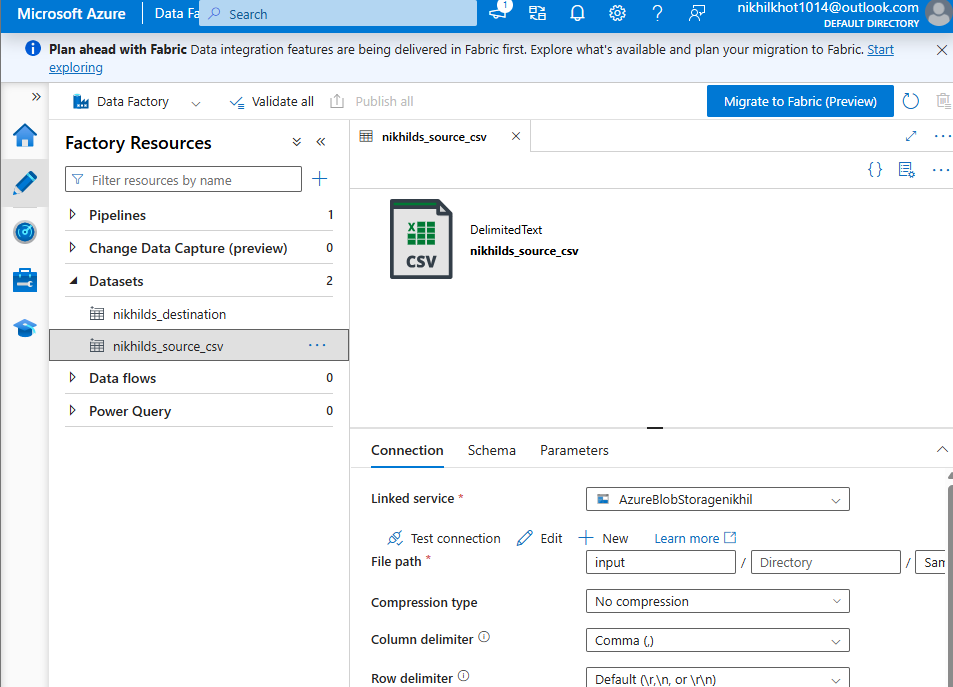 Microsoft Azure
Data Fa
Search
1
nikhilkhot1014@outlook.com
DEFAULT DIRECTORY
Plan ahead with Fabric Data integration features are being delivered in Fabric first. Explore what's available and plan your migration to Fabric. Start
exploring
Data Factory
Validate all
Publish all
Migrate to Fabric (Preview)
Factory Resources
Filter resources by name
Pipelines 1
Change Data Capture (preview) 0
Datasets 2
nikhilds_destination
nikhilds_source_csv
Data flows 0
Power Query 0
nikhilds_source_csv
CSV
DelimitedText
nikhilds_source_csv
Connection Schema Parameters
Linked service * AzureBlobStoragenikhil
Test connection Edit New Learn more
File path * input / Directory / Sam
Compression type No compression
Column delimiter Comma (,)
Row delimiter Default (\r,\n, or \r\n)